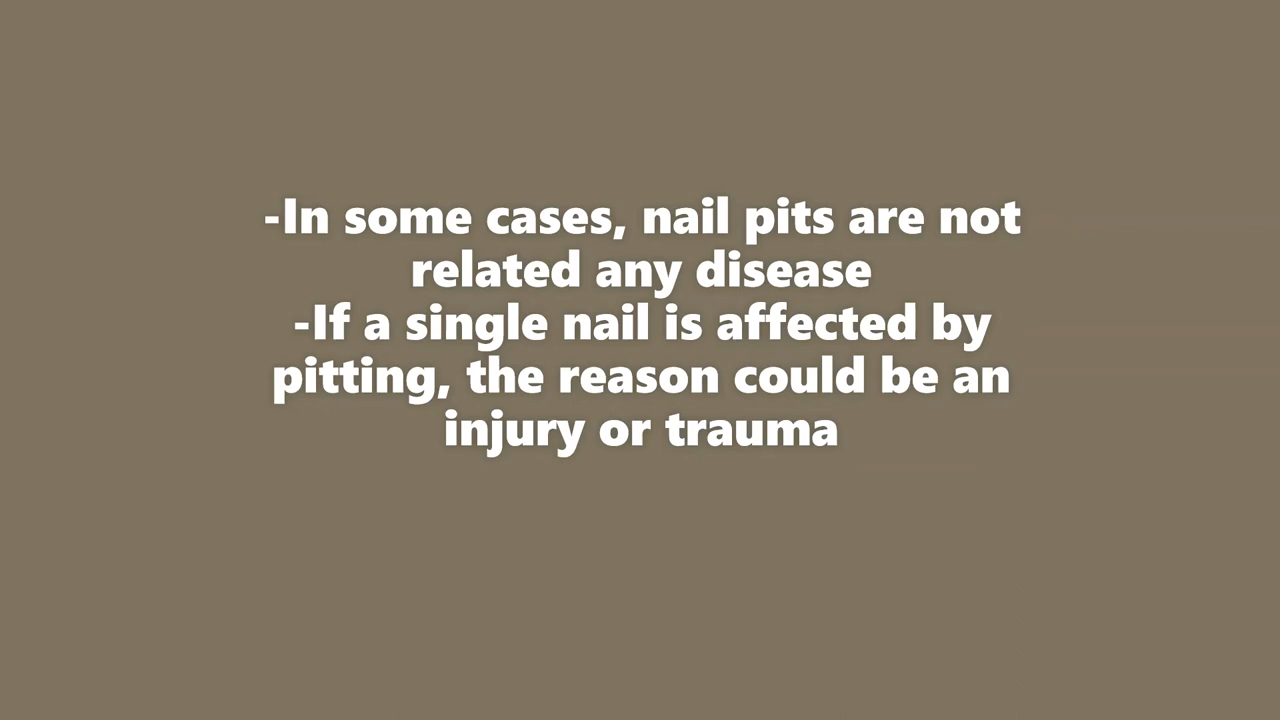 -In some cases, nail pits are not
related any disease
-If a single nail is affected by
pitting, the reason could be an
injury or trauma